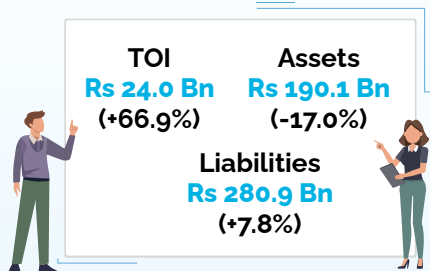 TOI Assets
Rs 24.0 Bn Rs 190.1 Bn
(+66.9%) (-17.0%)
Liabilities
Rs 280.9 Bn
(+7.8%)